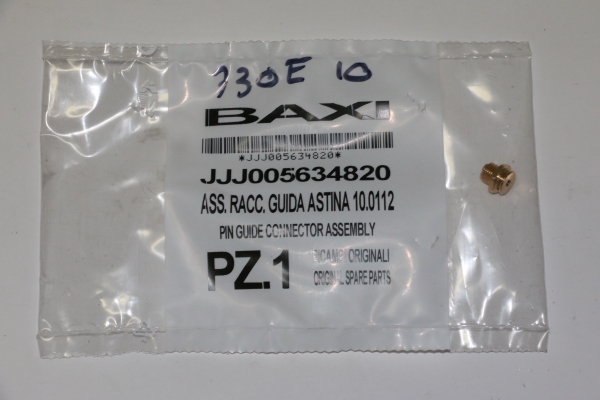 130E 10
BAXI
*JJJ005634820*
JJJ005634820
ASS. RACC. GUIDA ASTINA 10.0112
PIN GUIDE CONNECTOR ASSEMBLY
PZ.1
RICAMBI ORIGINALI
ORIGINAL SPARE PARTS